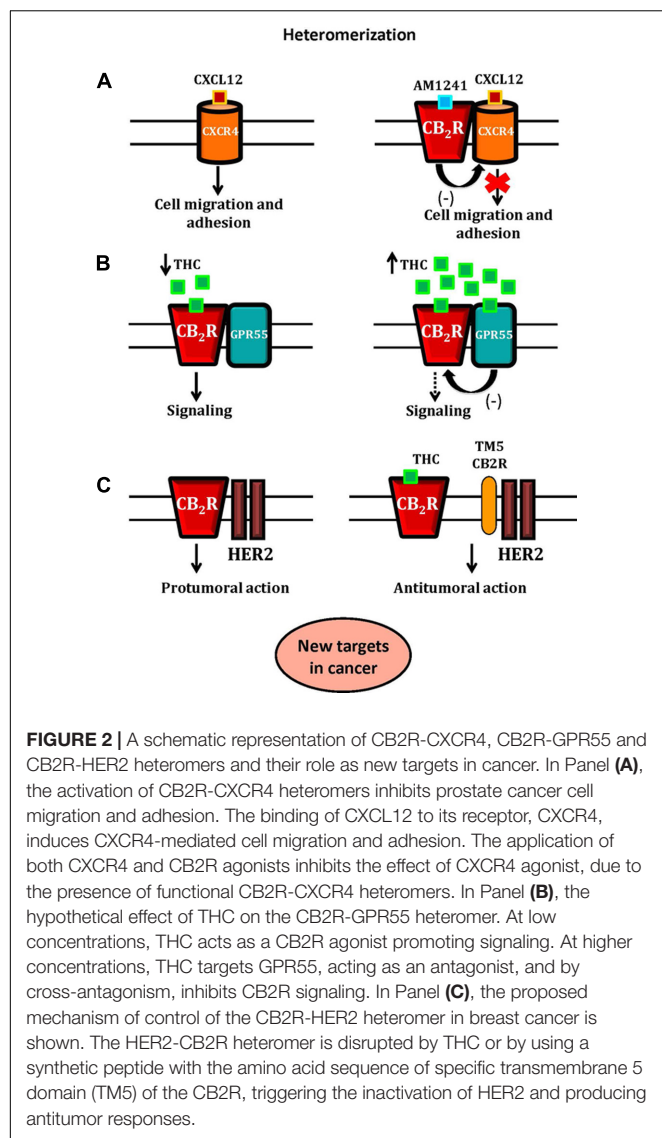 Heteromerization
A
CXCL12
CXCR4
Cell migration and
adhesion
AM1241
CXCL12
CB₂R
CXCR4
(-)
Cell migration and
adhesion
B
THC
CB₂R
GPR55
Signaling
THC
CB₂R
GPR55
Signaling
(-)
C
CB₂R
HER2
Protumoral action
THC
TM5
CB2R
CB₂R
HER2
Antitumoral action
New targets
in cancer
FIGURE 2 | A schematic representation of CB2R-CXCR4, CB2R-GPR55 and
CB2R-HER2 heteromers and their role as new targets in cancer. In Panel (A),
the activation of CB2R-CXCR4 heteromers inhibits prostate cancer cell
migration and adhesion. The binding of CXCL12 to its receptor, CXCR4,
induces CXCR4-mediated cell migration and adhesion. The application of
both CXCR4 and CB2R agonists inhibits the effect of CXCR4 agonist, due to
the presence of functional CB2R-CXCR4 heteromers. In Panel (B), the
hypothetical effect of THC on the CB2R-GPR55 heteromer. At low
concentrations, THC acts as a CB2R agonist promoting signaling. At higher
concentrations, THC targets GPR55, acting as an antagonist, and by
cross-antagonism, inhibits CB2R signaling. In Panel (C), the proposed
mechanism of control of the CB2R-HER2 heteromer in breast cancer is
shown. The HER2-CB2R heteromer is disrupted by THC or by using a
synthetic peptide with the amino acid sequence of specific transmembrane 5
domain (TM5) of the CB2R, triggering the inactivation of HER2 and producing
antitumor responses.